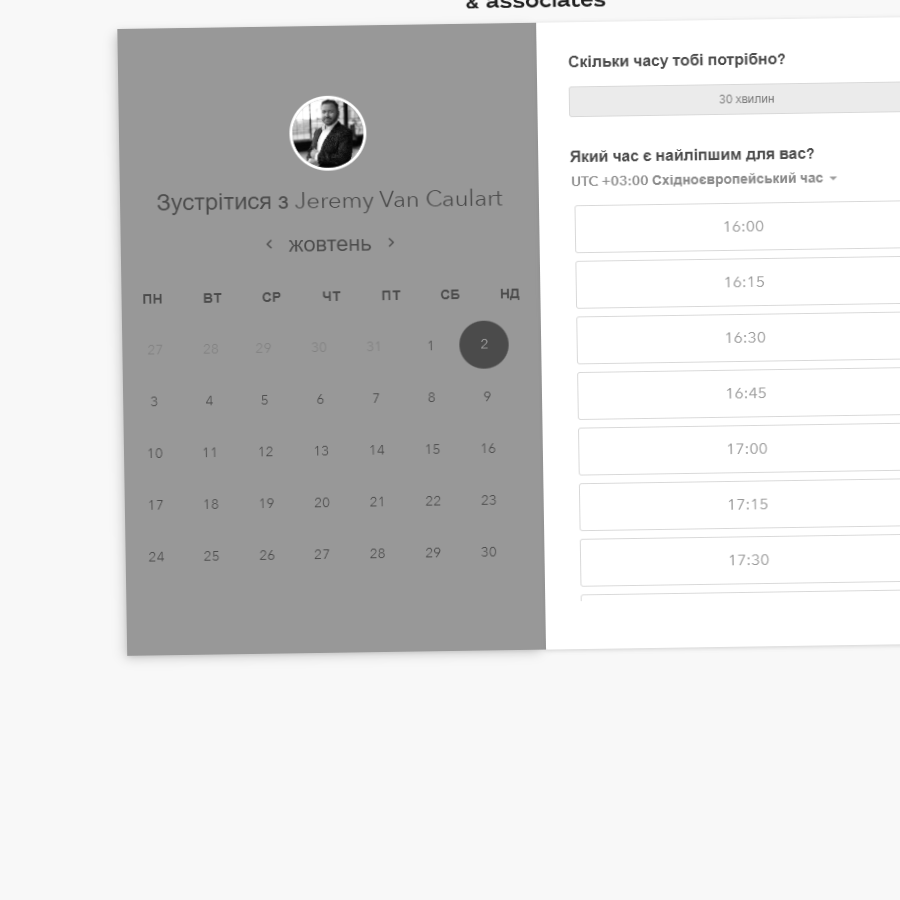 & associates
Зустрітися з Jeremy Van Caulart
жовтень
ПН ВТ СР ЧТ ПТ СБ НД
27 28 29 30 31 1 2
3 4 5 6 7 8 9
10 11 12 13 14 15 16
17 18 19 20 21 22 23
24 25 26 27 28 29 30
Скільки часу тобі потрібно?
30 хвилин
Який час є найліпшим для вас?
UTC +03:00 Східноєвропейський час
16:00
16:15
16:30
16:45
17:00
17:15
17:30